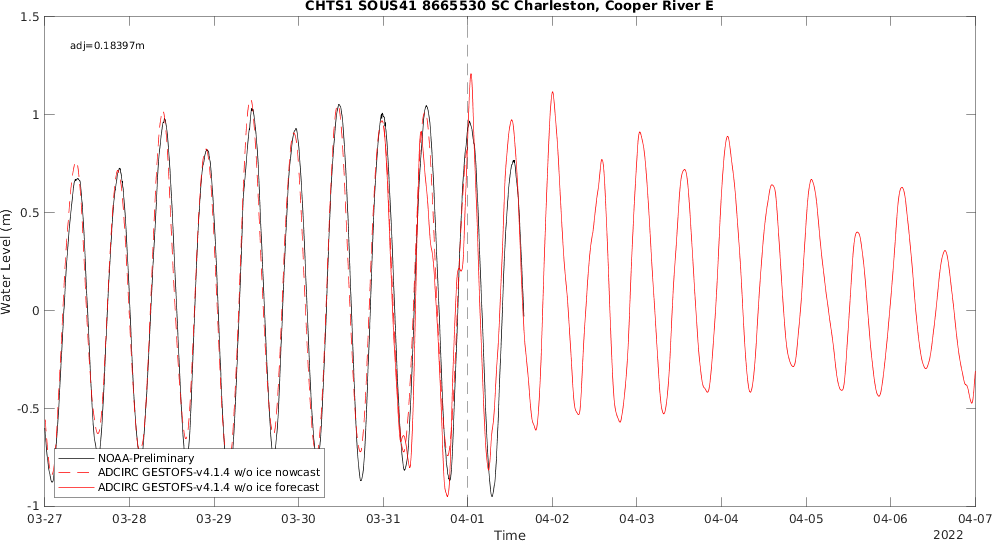 CHTS1 SOUS41 8665530 SC Charleston, Cooper River E
adj=0.18397m
1.5
1
0.5
0
-0.5
-1
Water Level (m)
NOAA-Preliminary
ADCIRC GESTOFS-v4.1.4 w/o ice nowcast
ADCIRC GESTOFS-v4.1.4 w/o ice forecast
03-27 03-28 03-29 03-30 03-31 04-01 04-02 04-03 04-04 04-05 04-06 04-07
Time
2022